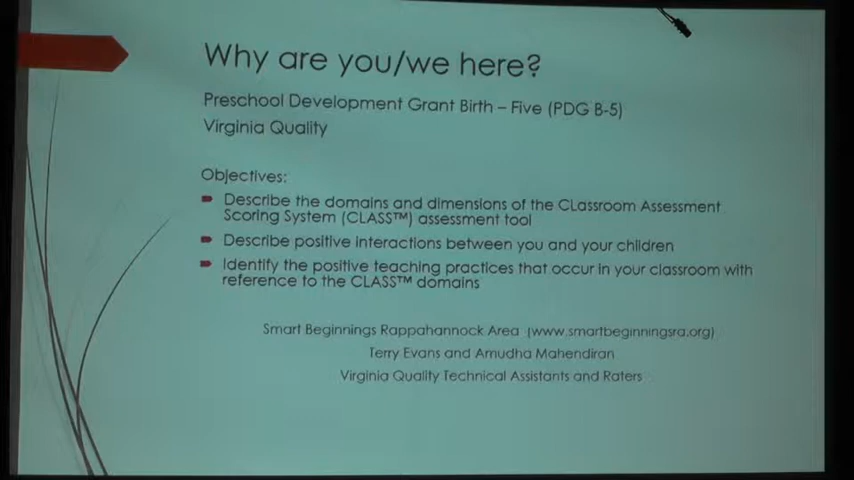 Why are you/we here?
Preschool Development Grant Birth – Five (PDG B-5)
Virginia Quality
Objectives:
Describe the domains and dimensions of the CLassroom Assessment
Scoring System (CLASS™) assessment tool
Describe positive interactions between you and your children
Identify the positive teaching practices that occur in your classroom with
reference to the CLASS™ domains
Smart Beginnings Rappahannock Area (www.smartbeginningsra.org)
Terry Evans and Amudha Mahendiran
Virginia Quality Technical Assistants and Raters